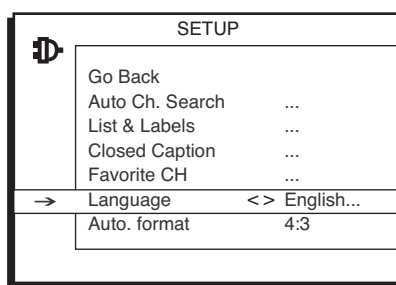 SETUP
Go Back
Auto Ch. Search ...
List & Labels ...
Closed Caption ...
Favorite CH ...
→ Language < > English...
Auto. format 4:3